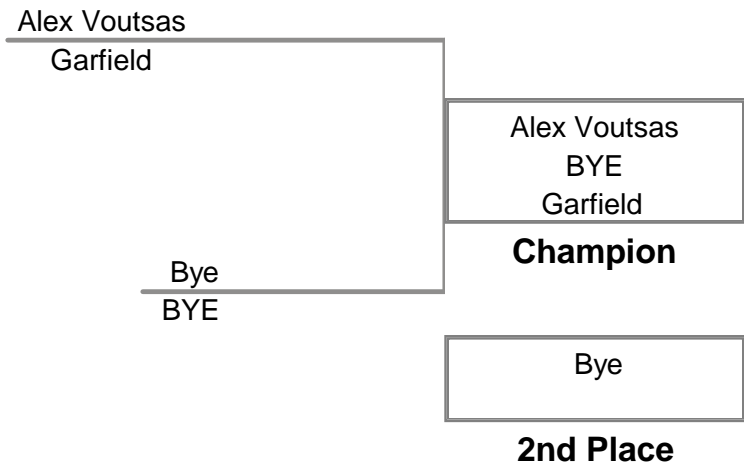 Alex Voutsas
Garfield
Alex Voutsas
BYE
Garfield
Champion
Bye
BYE
Bye
2nd Place